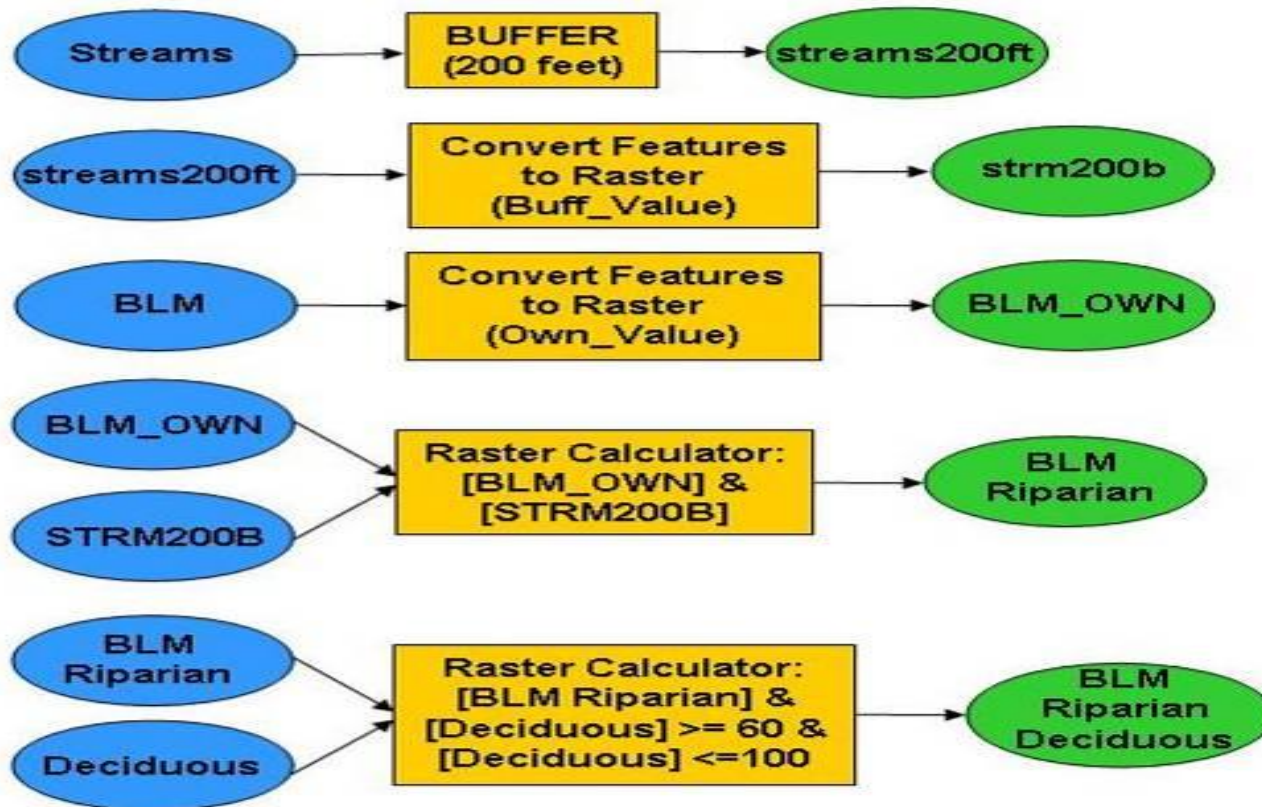 Streams
BUFFER
(200 feet)
streams200ft
streams200ft
Convert Features
to Raster
(Buff_Value)
strm200b
BLM
Convert Features
to Raster
(Own_Value)
BLM_OWN
BLM_OWN
STRM200B
Raster Calculator:
[BLM_OWN] &
[STRM200B]
BLM
Riparian
BLM
Riparian
Deciduous
Raster Calculator:
[BLM Riparian] &
[Deciduous] >= 60 &
[Deciduous] <=100
BLM
Riparian
Deciduous